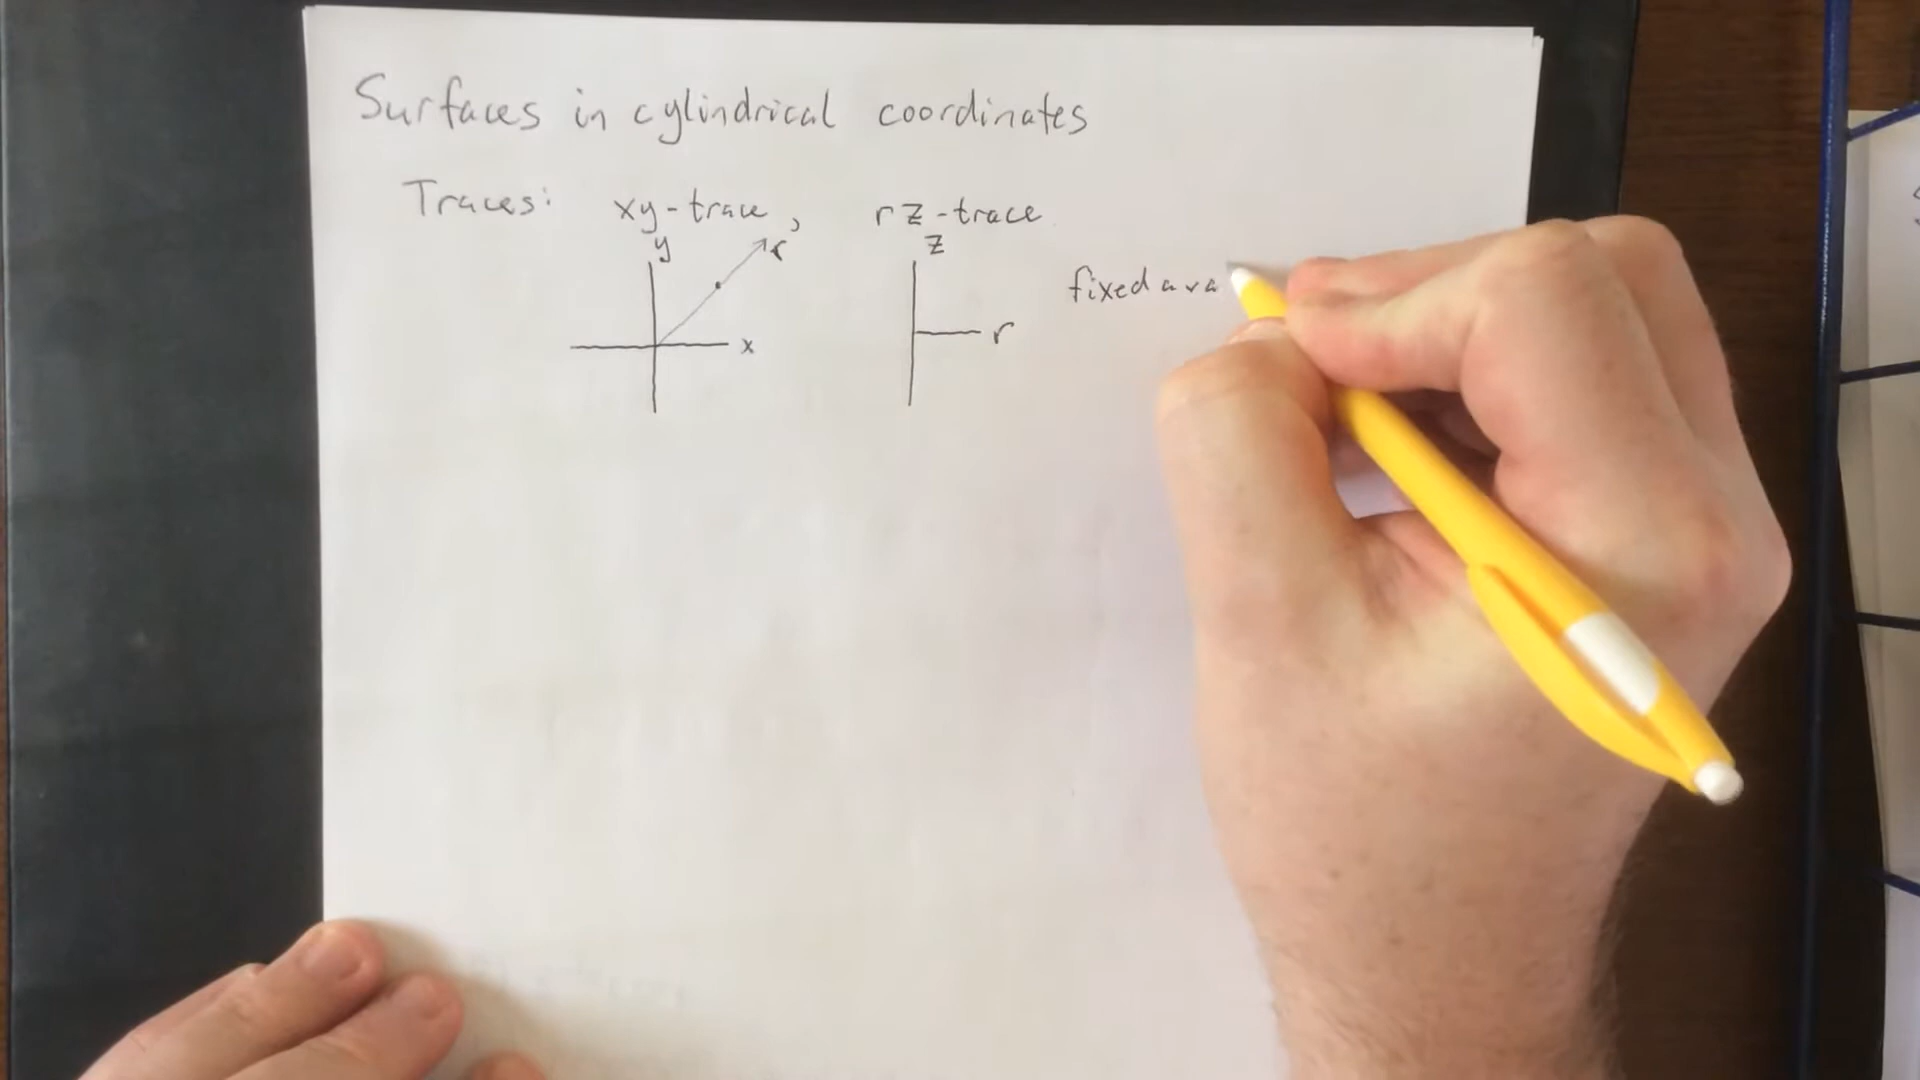 Surfaces in cylindrical coordinates
Traces: xy-trace, rz-trace
y r z
fixed
x r